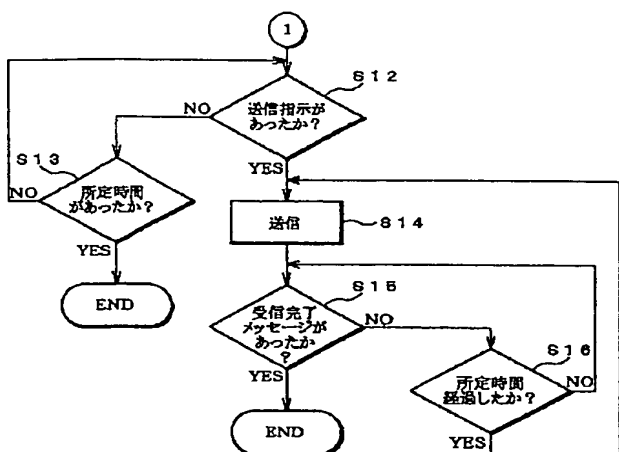 1
S12
送信指示が
あったか?
NO
YES
S13
所定時間
があったか?
NO
YES
END
送信
S14
S15
受信完了
メッセージが
あったか
?
NO
YES
END
S16
所定時間
経過したか?
NO
YES